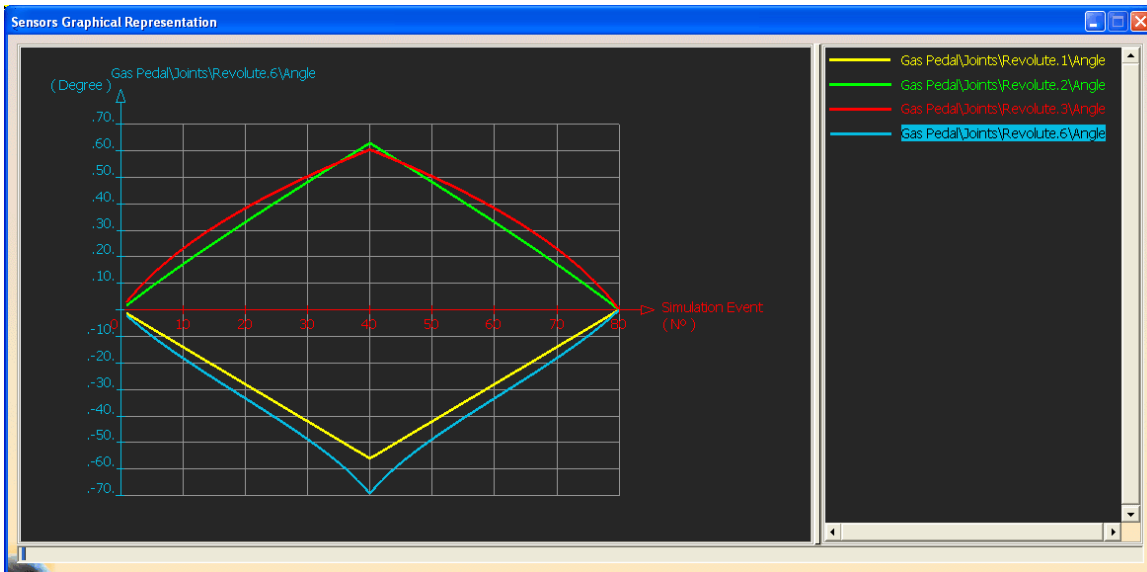 Sensors Graphical Representation
Gas Pedal\Joints\Revolute.6\Angle
(Degree)
.70.
.60.
.50.
.40.
.30.
.20.
.10.
.-10.
.-20.
.-30.
.-40.
.-50.
.-60.
.-70.
0 10 20 30 40 50 60 70 80
Simulation Event
(Nº)
Gas Pedal\Joints\Revolute.1\Angle
Gas Pedal\Joints\Revolute.2\Angle
Gas Pedal\Joints\Revolute.3\Angle
Gas Pedal\Joints\Revolute.6\Angle